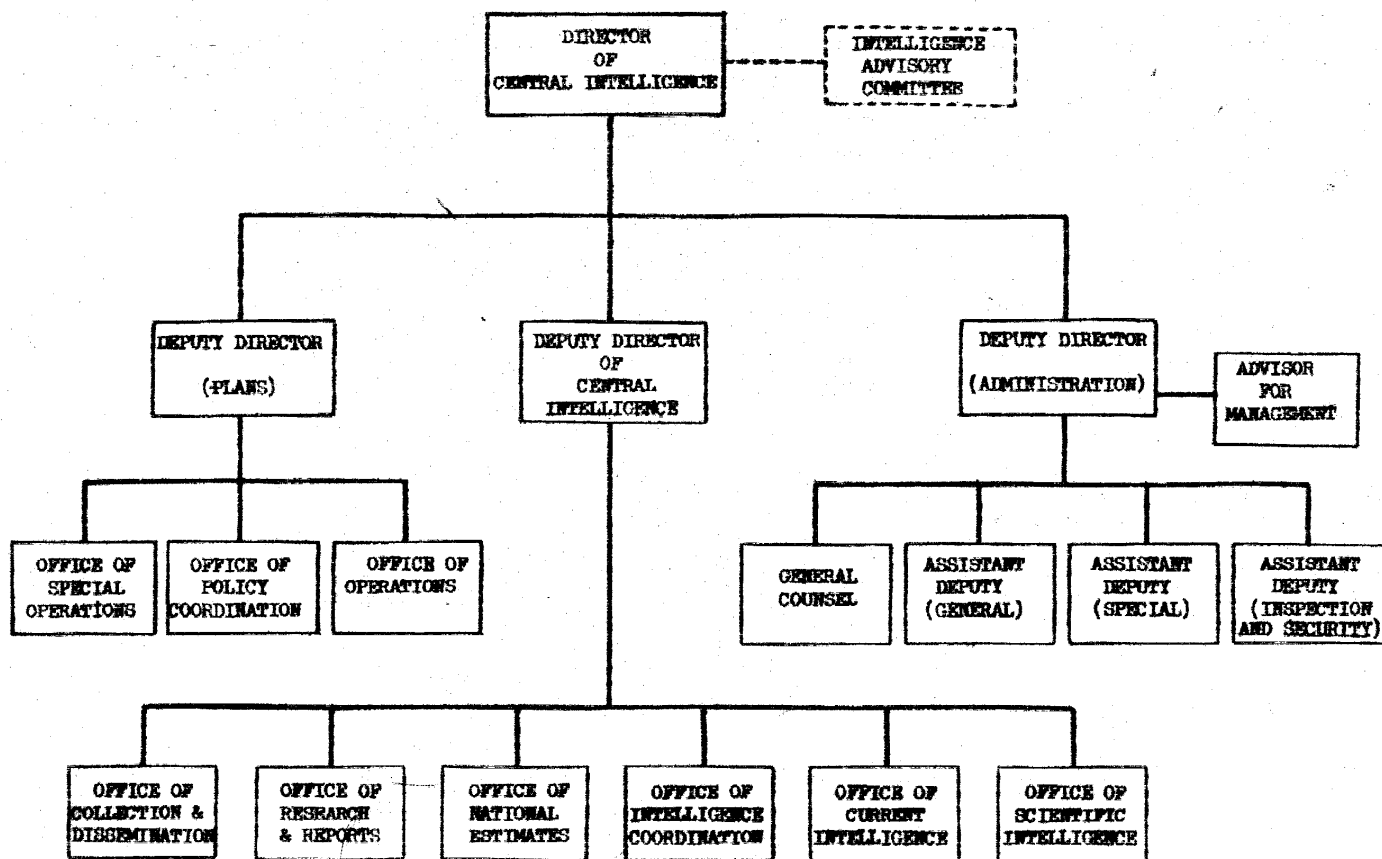 DIRECTOR
OF
CENTRAL INTELLIGENCE
INTELLIGENCE
ADVISORY
COMMITTEE
DEPUTY DIRECTOR
(PLANS)
DEPUTY DIRECTOR
OF
CENTRAL
INTELLIGENCE
DEPUTY DIRECTOR
(ADMINISTRATION)
ADVISOR
FOR
MANAGEMENT
OFFICE OF
SPECIAL
OPERATIONS
OFFICE OF
POLICY
COORDINATION
OFFICE OF
OPERATIONS
GENERAL
COUNSEL
ASSISTANT
DEPUTY
(GENERAL)
ASSISTANT
DEPUTY
(SPECIAL)
ASSISTANT
DEPUTY
(INSPECTION
AND SECURITY)
OFFICE OF
COLLECTION &
DISSEMINATION
OFFICE OF
RESEARCH
& REPORTS
OFFICE OF
NATIONAL
ESTIMATES
OFFICE OF
INTELLIGENCE
COORDINATION
OFFICE OF
CURRENT
INTELLIGENCE
OFFICE OF
SCIENTIFIC
INTELLIGENCE